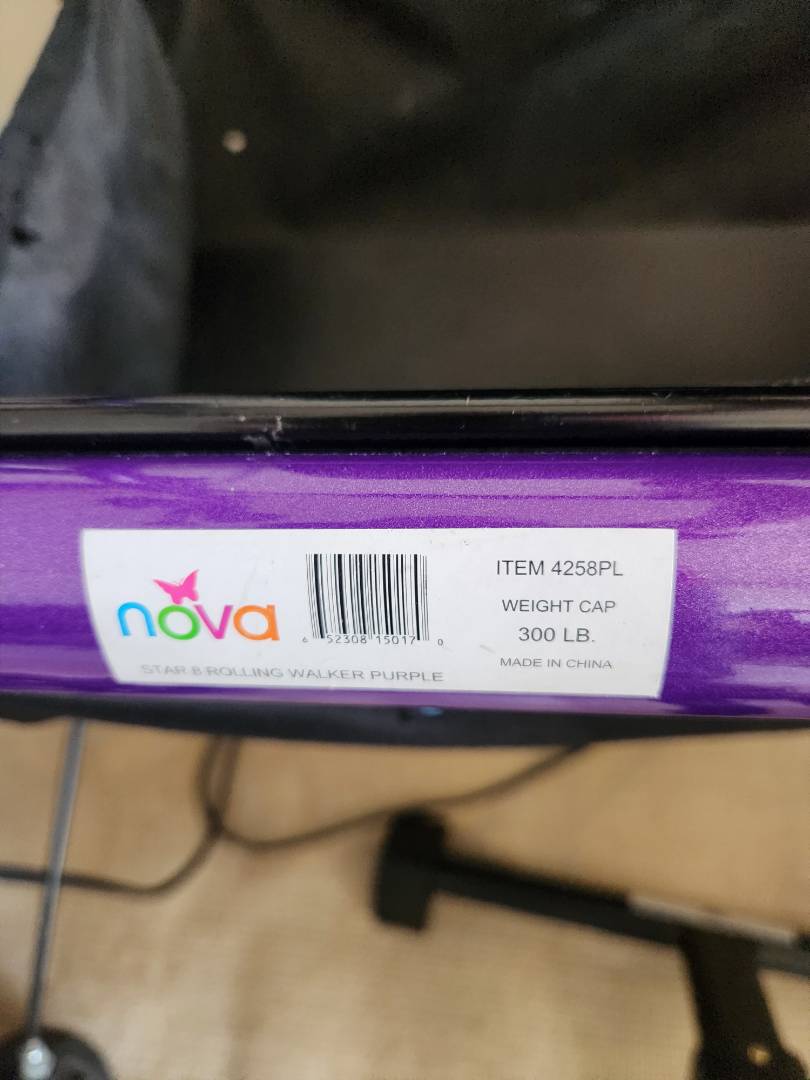 nova
6 52308 15017 0
STAR 8 ROLLING WALKER PURPLE
ITEM 4258PL
WEIGHT CAP
300 LB.
MADE IN CHINA